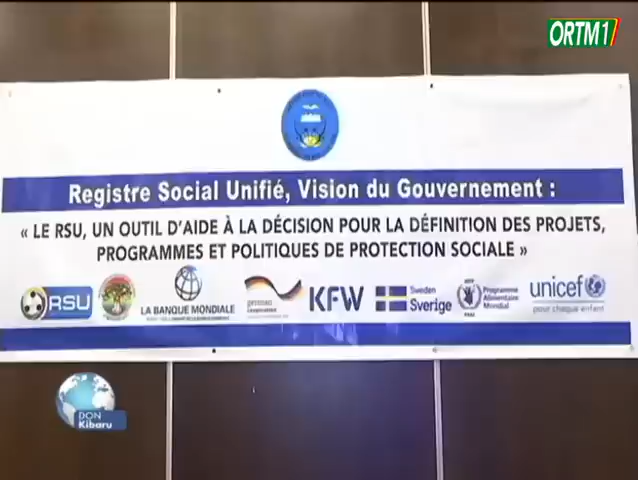 ORTM1
Registre Social Unifié, Vision du Gouvernement :
« LE RSU, UN OUTIL D'AIDE À LA DÉCISION POUR LA DÉFINITION DES PROJETS,
PROGRAMMES ET POLITIQUES DE PROTECTION SOCIALE »
RSU
LA BANQUE MONDIALE
german
cooperation
KFW
Sweden
Sverige
Programme
Alimentaire
Mondial
unicef
pour chaque enfant
DON
Kibaru